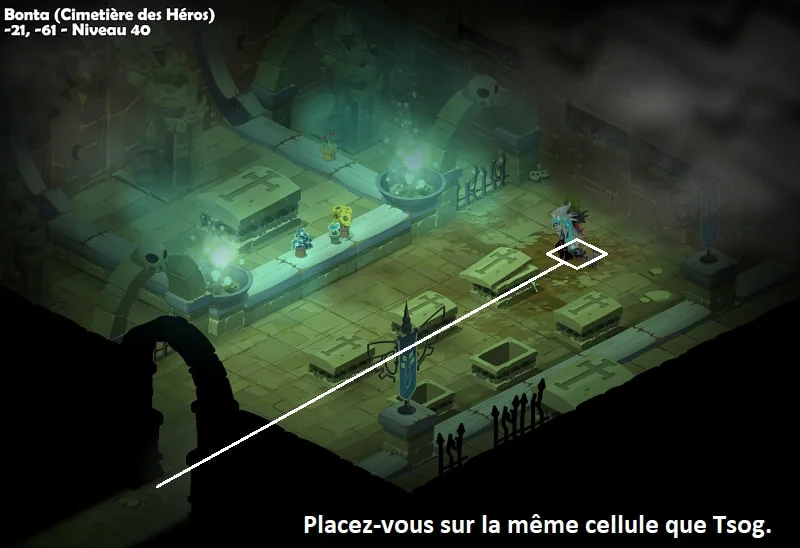 Bonta (Cimetière des Héros)
-21, -61 - Niveau 40
Placez-vous sur la même cellule que Tsog.